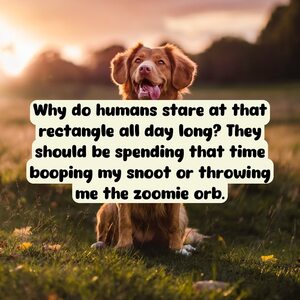 Why do humans stare at that
rectangle all day long? They
should be spending that time
booping my snoot or throwing
me the zoomie orb.